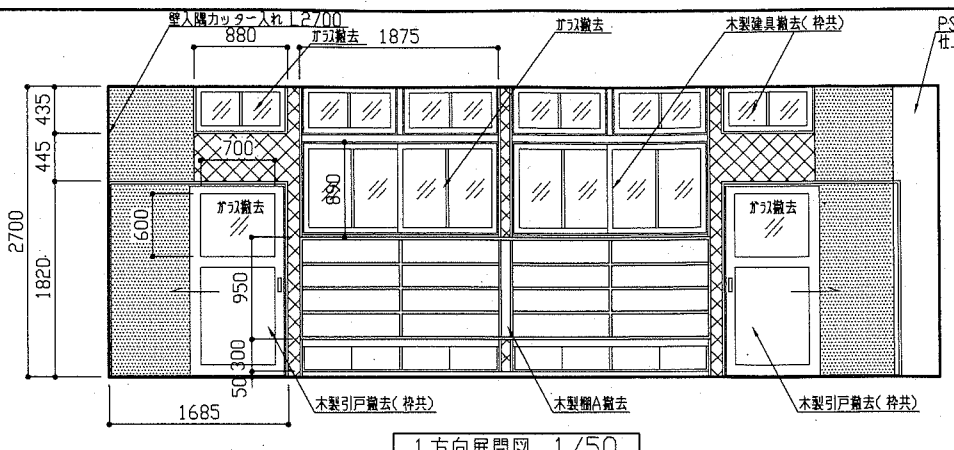 壁入隅カッター入れ L2700
ガラス撤去
ガラス撤去
木製建具撤去(枠共)
PS
仕
880
1875
435
445
2700
1820
700
600
890
950
300
50
ガラス撤去
ガラス撤去
1685
木製引戸撤去(枠共)
木製棚A撤去
木製引戸撤去(枠共)
1方向展開図 1/50